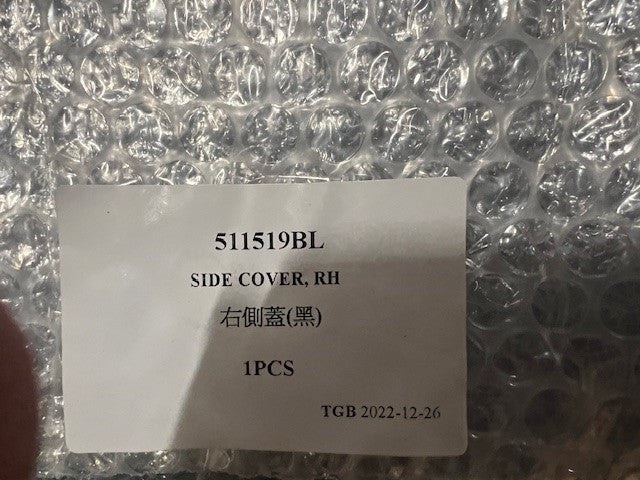 511519BL
SIDE COVER, RH
右側蓋(黑)
1PCS
TGB 2022-12-26